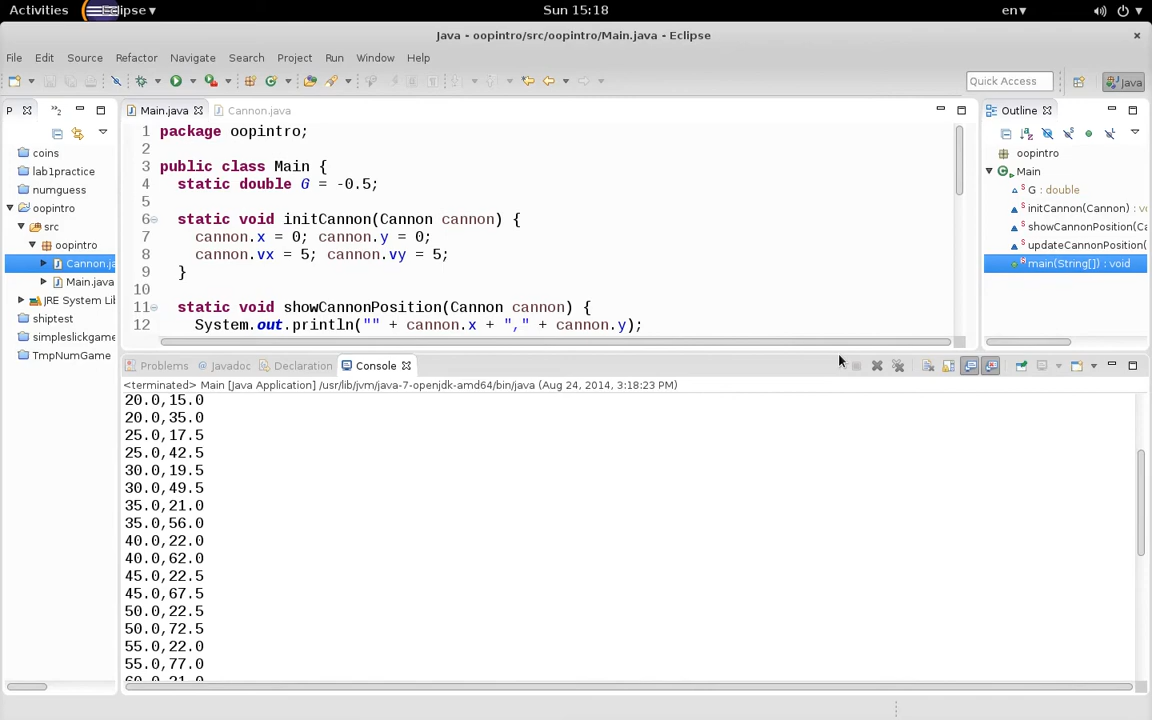 Activities Eclipse ▾ Sun 15:18 en▾
Java - oopintro/src/oopintro/Main.java - Eclipse
File Edit Source Refactor Navigate Search Project Run Window Help
Quick Access Java
P Main.java Cannon.java Outline
coins
lab1practice
numguess
oopintro
src
oopintro
Cannon.ja
Main.java
JRE System Lib
shiptest
simpleslickgame
TmpNumGame
1 package oopintro;
2
3 public class Main {
4 static double G = -0.5;
5
6 static void initCannon(Cannon cannon) {
7 cannon.x = 0; cannon.y = 0;
8 cannon.vx = 5; cannon.vy = 5;
9 }
10
11 static void showCannonPosition(Cannon cannon) {
12 System.out.println("" + cannon.x + "," + cannon.y);
oopintro
Main
G : double
initCannon(Cannon) : vo
showCannonPosition(Ca
updateCannonPosition(
main(String[]) : void
Problems Javadoc Declaration Console
<terminated> Main [Java Application] /usr/lib/jvm/java-7-openjdk-amd64/bin/java (Aug 24, 2014, 3:18:23 PM)
20.0,15.0
20.0,35.0
25.0,17.5
25.0,42.5
30.0,19.5
30.0,49.5
35.0,21.0
35.0,56.0
40.0,22.0
40.0,62.0
45.0,22.5
45.0,67.5
50.0,22.5
50.0,72.5
55.0,22.0
55.0,77.0
60.0,21.0